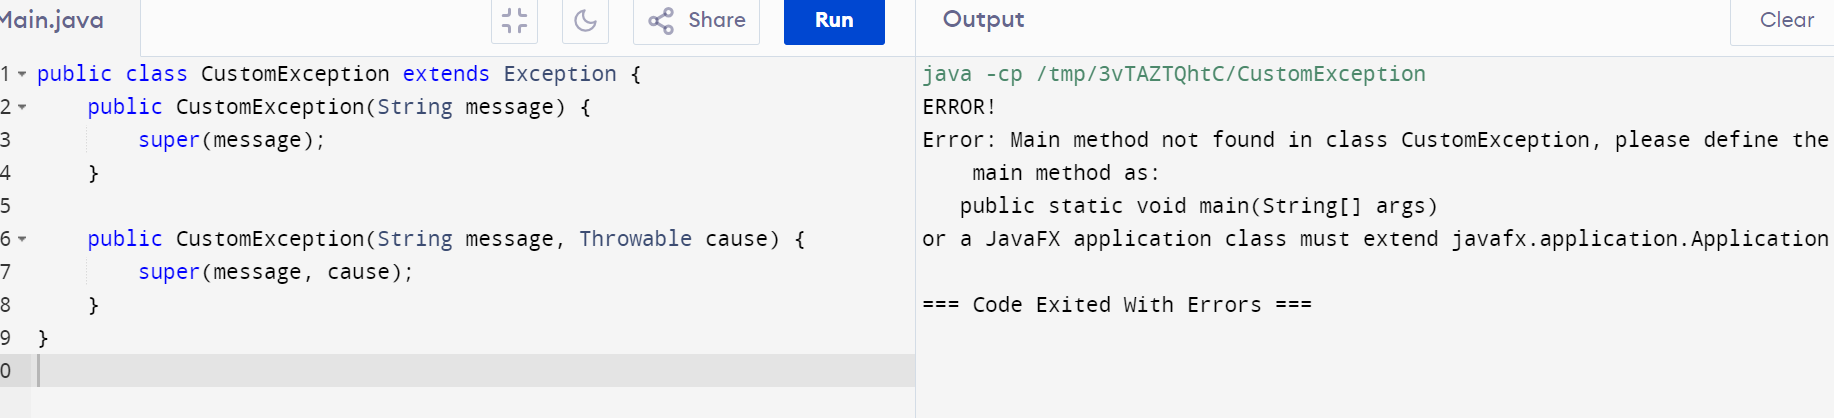 Main.java
Share
Run
Output
Clear
1 public class CustomException extends Exception {
2 public CustomException(String message) {
3 super(message);
4 }
5
6 public CustomException(String message, Throwable cause) {
7 super(message, cause);
8 }
9 }
0
java -cp /tmp/3vTAZTQhtC/CustomException
ERROR!
Error: Main method not found in class CustomException, please define the
main method as:
public static void main(String[] args)
or a JavaFX application class must extend javafx.application.Application
=== Code Exited With Errors ===